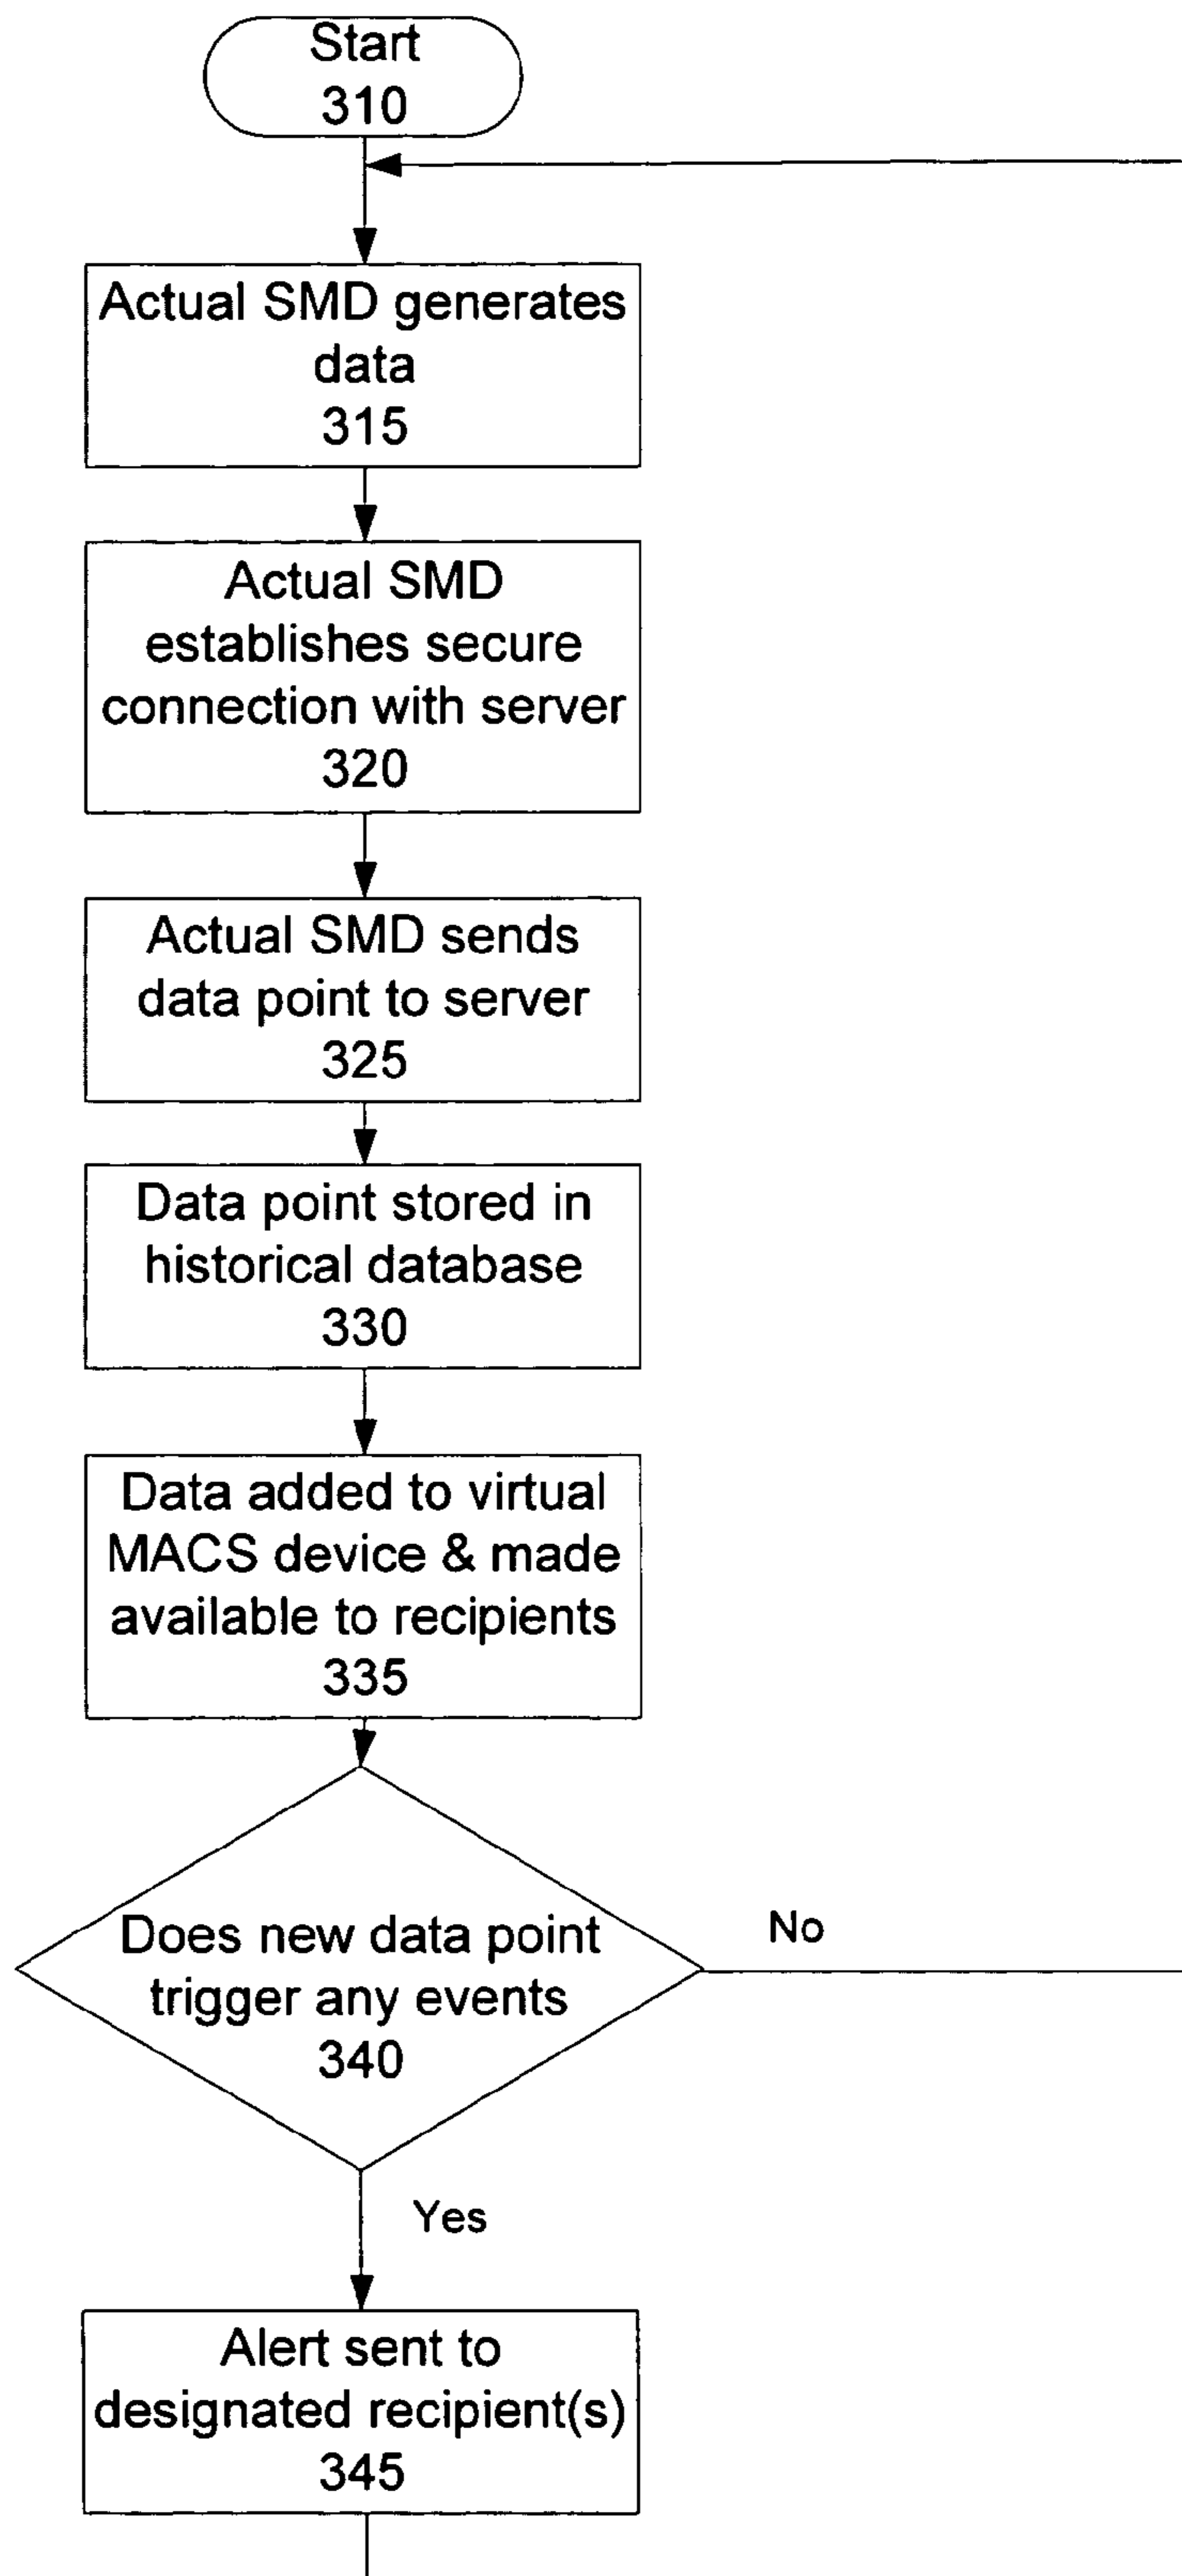 Start
310
Actual SMD generates
data
315
Actual SMD
establishes secure
connection with server
320
Actual SMD sends
data point to server
325
Data point stored in
historical database
330
Data added to virtual
MACS device & made
available to recipients
335
Does new data point
trigger any events
340
No
Yes
Alert sent to
designated recipient(s)
345